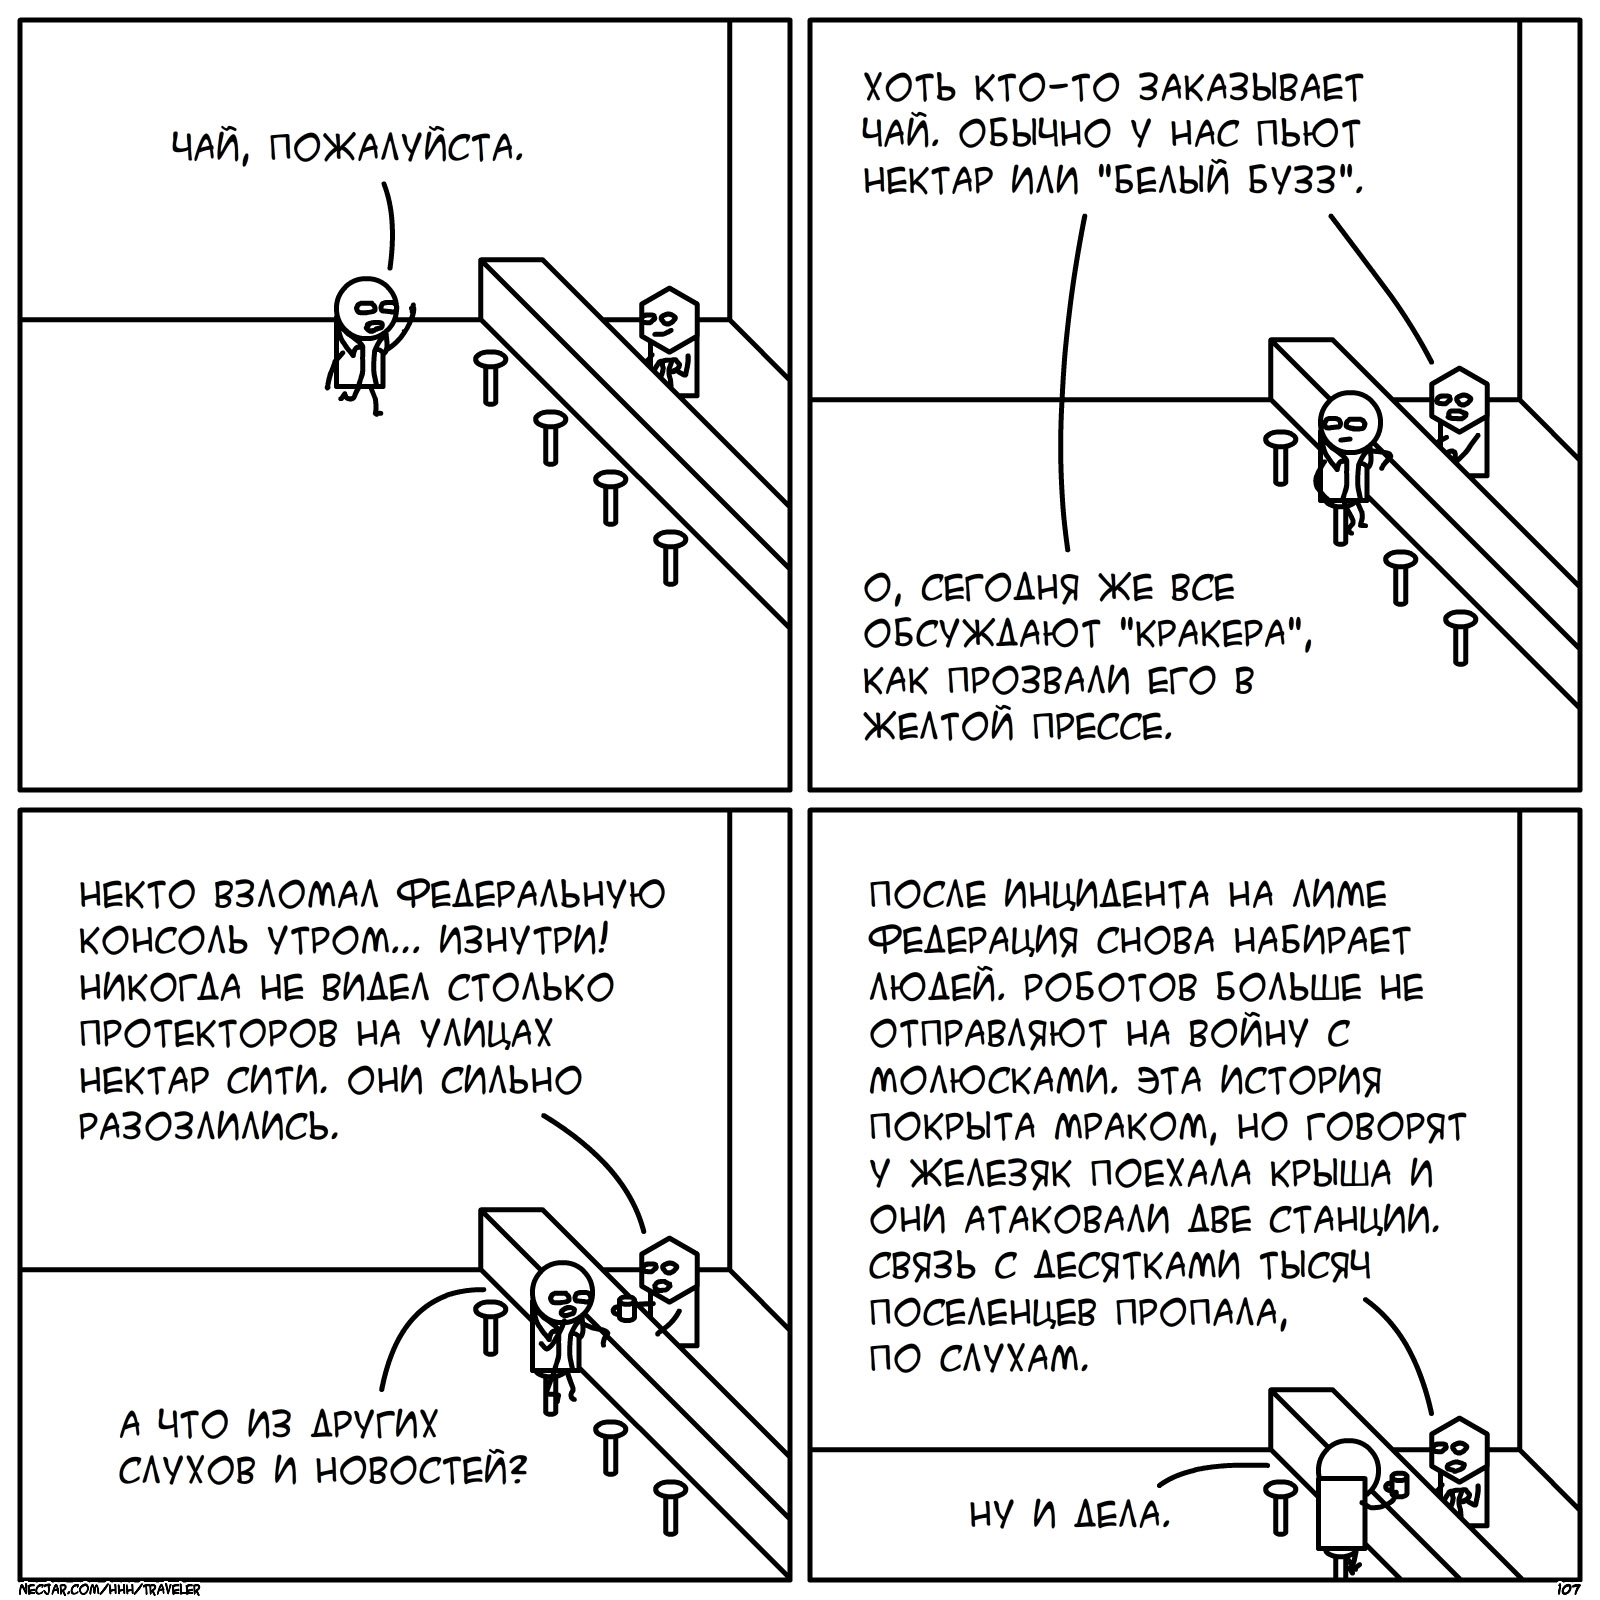 ЧАЙ, ПОЖАЛУЙСТА.
ХОТЬ КТО-ТО ЗАКАЗЫВАЕТ
ЧАЙ. ОБЫЧНО У НАС ПЬЮТ
НЕКТАР ИЛИ "БЕЛЫЙ БУЗЗ".
О, СЕГОДНЯ ЖЕ ВСЕ
ОБСУЖДАЮТ "КРАКЕРА",
КАК ПРОЗВАЛИ ЕГО В
ЖЕЛТОЙ ПРЕССЕ.
НЕКТО ВЗЛОМАЛ ФЕДЕРАЛЬНУЮ
КОНСОЛЬ УТРОМ... ИЗНУТРИ!
НИКОГДА НЕ ВИДЕЛ СТОЛЬКО
ПРОТЕКТОРОВ НА УЛИЦАХ
НЕКТАР СИТИ. ОНИ СИЛЬНО
РАЗОЗЛИЛИСЬ.
А ЧТО ИЗ ДРУГИХ
СЛУХОВ И НОВОСТЕЙ?
ПОСЛЕ ИНЦИДЕНТА НА ЛИМЕ
ФЕДЕРАЦИЯ СНОВА НАБИРАЕТ
ЛЮДЕЙ. РОБОТОВ БОЛЬШЕ НЕ
ОТПРАВЛЯЮТ НА ВОЙНУ С
МОЛЮСКАМИ. ЭТА ИСТОРИЯ
ПОКРЫТА МРАКОМ, НО ГОВОРЯТ
У ЖЕЛЕЗЯК ПОЕХАЛА КРЫША И
ОНИ АТАКОВАЛИ ДВЕ СТАНЦИИ.
СВЯЗЬ С ДЕСЯТКАМИ ТЫСЯЧ
ПОСЕЛЕНЦЕВ ПРОПАЛА,
ПО СЛУХАМ.
НУ И ДЕЛА.
NECJAR.COM/HHH/TRAVELER
107